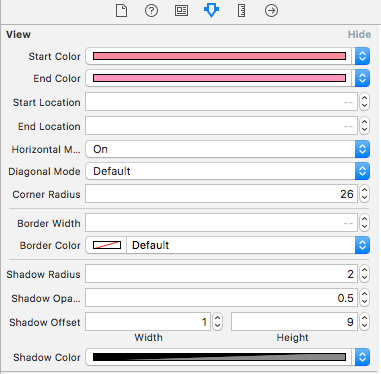 View Hide
Start Color
End Color
Start Location --
End Location --
Horizontal M... On
Diagonal Mode Default
Corner Radius 26
Border Width --
Border Color Default
Shadow Radius 2
Shadow Opa... 0.5
Shadow Offset 1 9
Width Height
Shadow Color